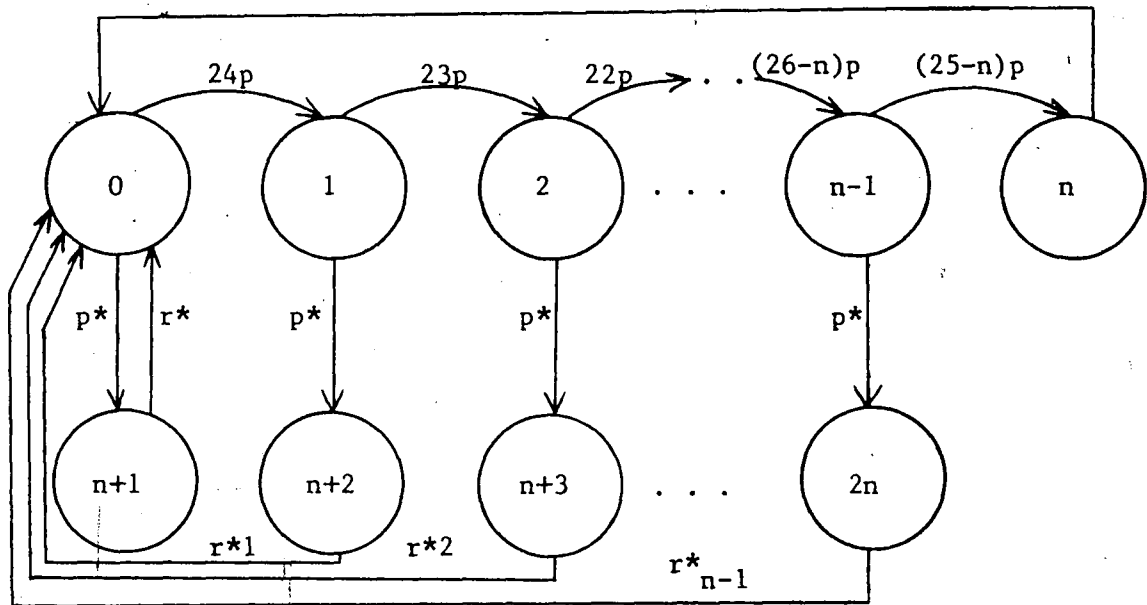 24p 23p 22p . . (26-n)p (25-n)p
0 1 2 . . . n-1 n
p* r* p* p* p*
n+1 n+2 n+3 . . . 2n
r*1 r*2 r*n-1